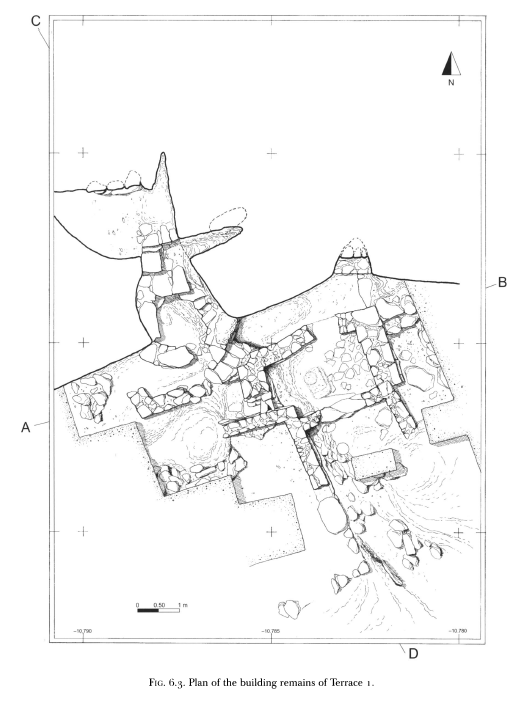 C
N
B
A
0 0.50 1 m
-10.790 -10.785 -10.780
D
FIG. 6.3. Plan of the building remains of Terrace 1.